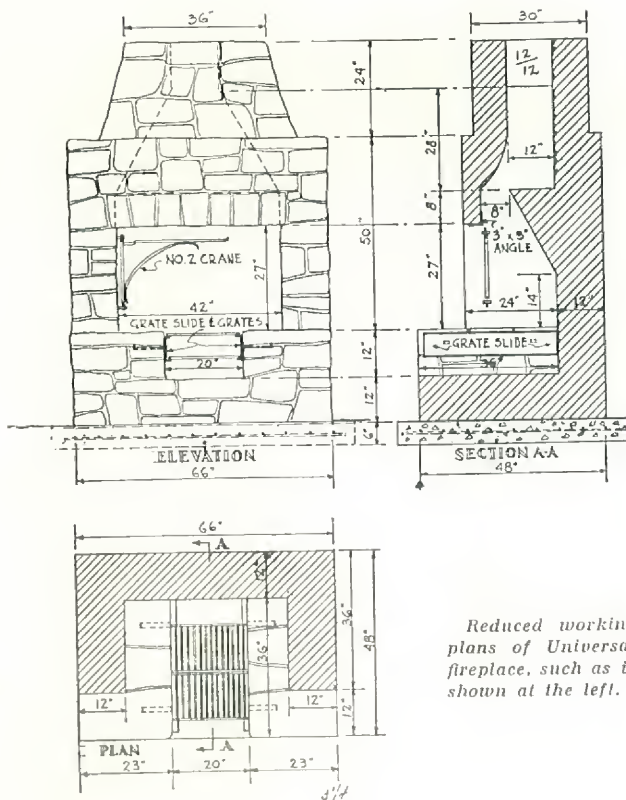 36"
24"
50"
27"
NO. 2 CRANE
42"
GRATE SLIDE & GRATES
20"
12"
12"
6"
ELEVATION
66"
30"
12/12
28"
12"
8"
8"
3" x 3"
ANGLE
27"
24"
14"
12"
GRATE SLIDE
36"
SECTION A-A
48"
66"
A
12"
36"
36"
48"
12"
12"
12"
A
PLAN
23"
20"
23"
Reduced workin
plans of Universa
fireplace, such as i
shown at the left.